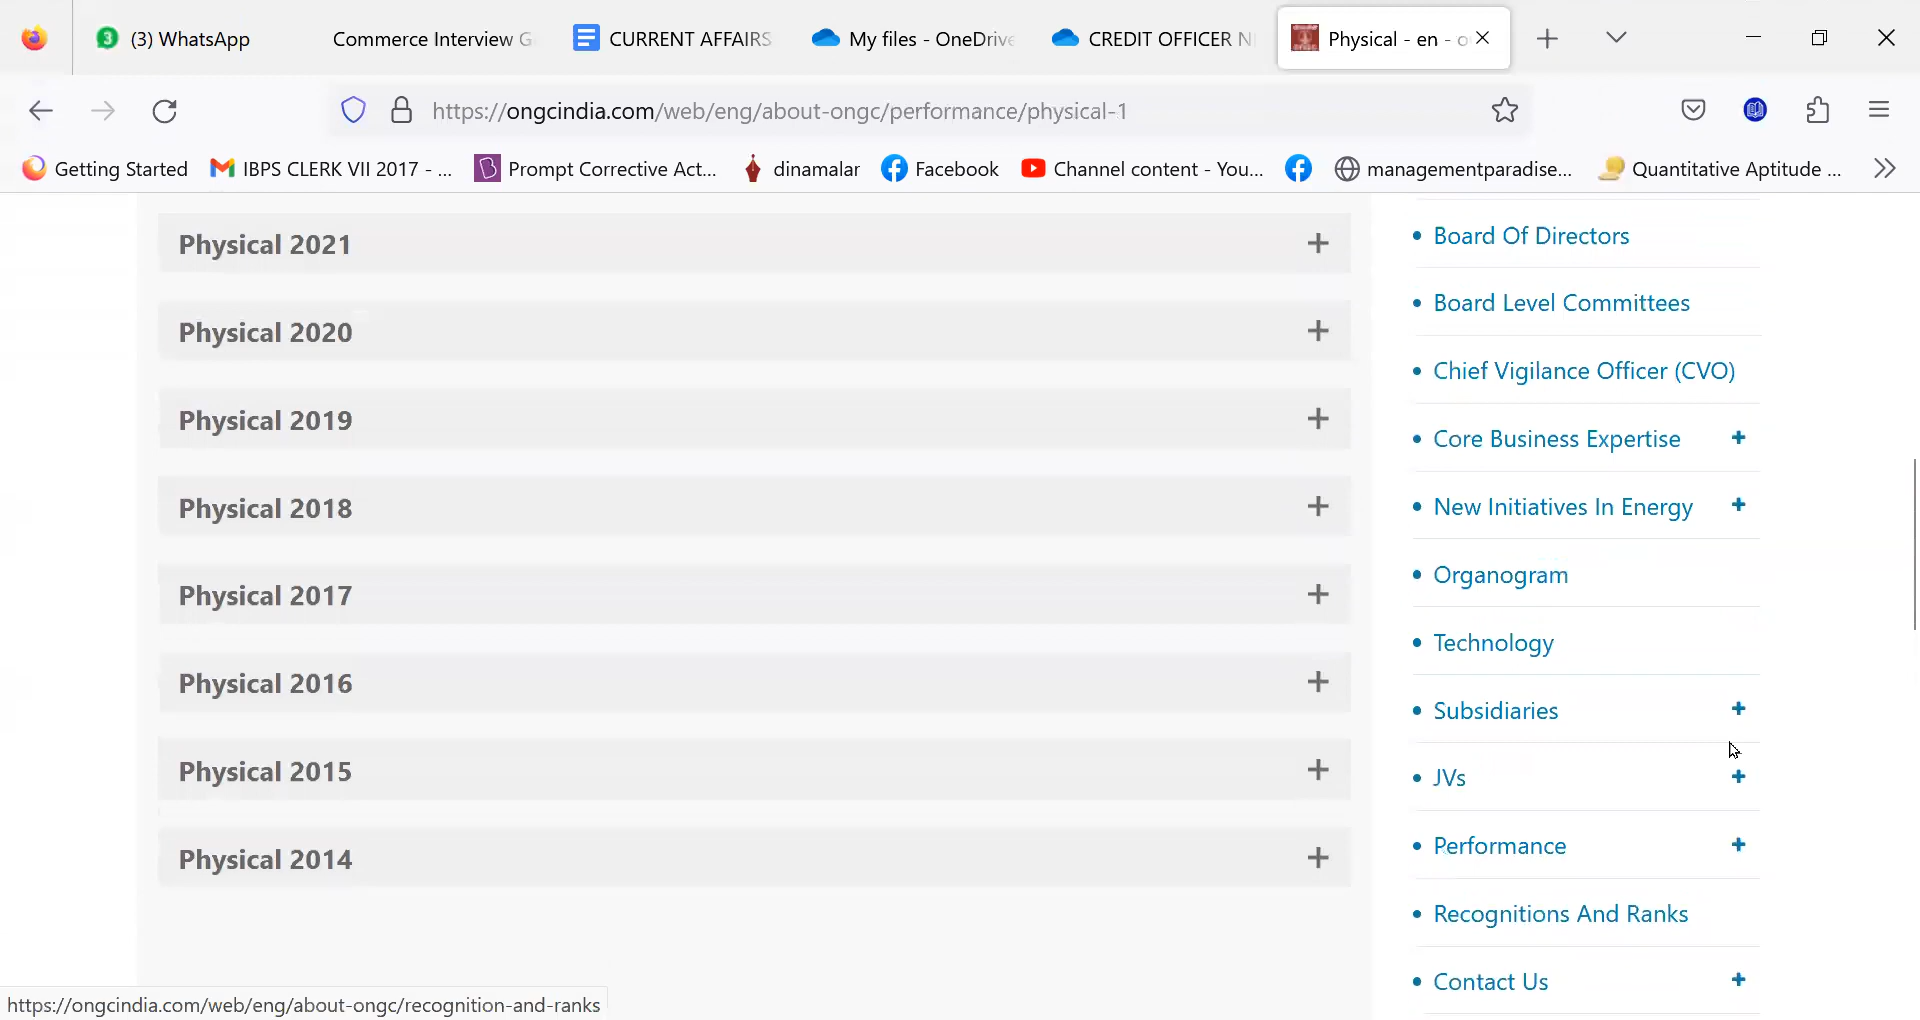 (3) WhatsApp
Commerce Interview G
CURRENT AFFAIRS
My files - OneDrive
CREDIT OFFICER N
Physical - en - o
https://ongcindia.com/web/eng/about-ongc/performance/physical-1
Getting Started
IBPS CLERK VII 2017 - ...
Prompt Corrective Act...
dinamalar
Facebook
Channel content - You...
managementparadise...
Quantitative Aptitude ...
Physical 2021
Physical 2020
Physical 2019
Physical 2018
Physical 2017
Physical 2016
Physical 2015
Physical 2014
Board Of Directors
Board Level Committees
Chief Vigilance Officer (CVO)
Core Business Expertise
New Initiatives In Energy
Organogram
Technology
Subsidiaries
JVs
Performance
Recognitions And Ranks
Contact Us
https://ongcindia.com/web/eng/about-ongc/recognition-and-ranks